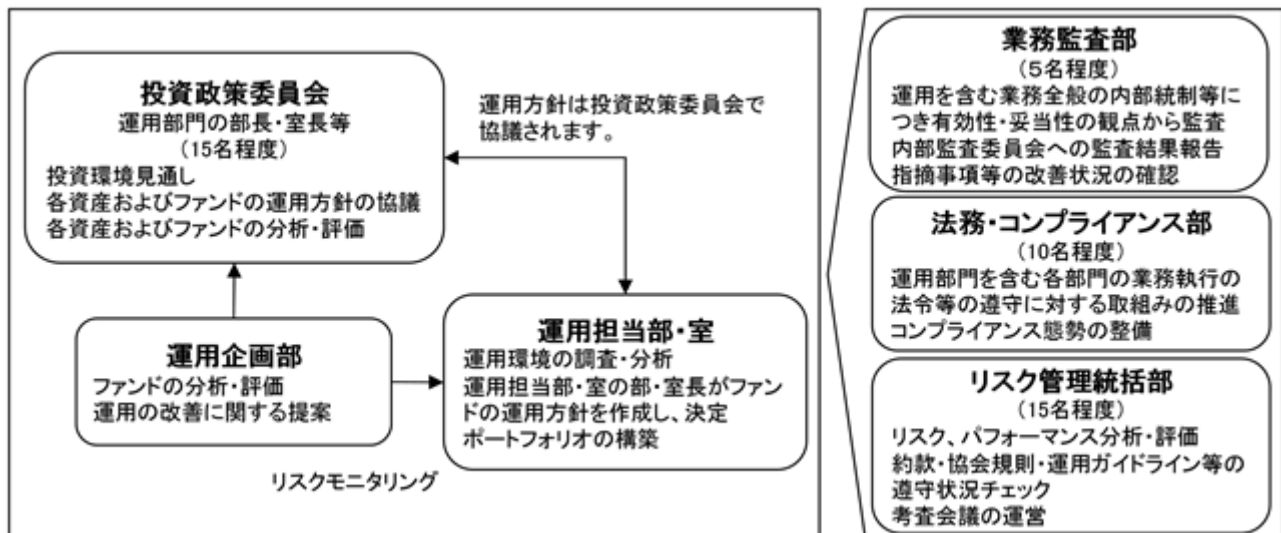 投資政策委員会
運用部門の部長・室長等
(15名程度)
投資環境見通し
各資産およびファンドの運用方針の協議
各資産およびファンドの分析・評価
運用方針は投資政策委員会で
協議されます。
運用企画部
ファンドの分析・評価
運用の改善に関する提案
運用担当部・室
運用環境の調査・分析
運用担当部・室の部・室長がファン
ドの運用方針を作成し、決定
ポートフォリオの構築
リスクモニタリング
業務監査部
(5名程度)
運用を含む業務全般の内部統制等に
つき有効性・妥当性の観点から監査
内部監査委員会への監査結果報告
指摘事項等の改善状況の確認
法務・コンプライアンス部
(10名程度)
運用部門を含む各部門の業務執行の
法令等の遵守に対する取組みの推進
コンプライアンス態勢の整備
リスク管理統括部
(15名程度)
リスク、パフォーマンス分析・評価
約款・協会規則・運用ガイドライン等の
遵守状況チェック
考査会議の運営